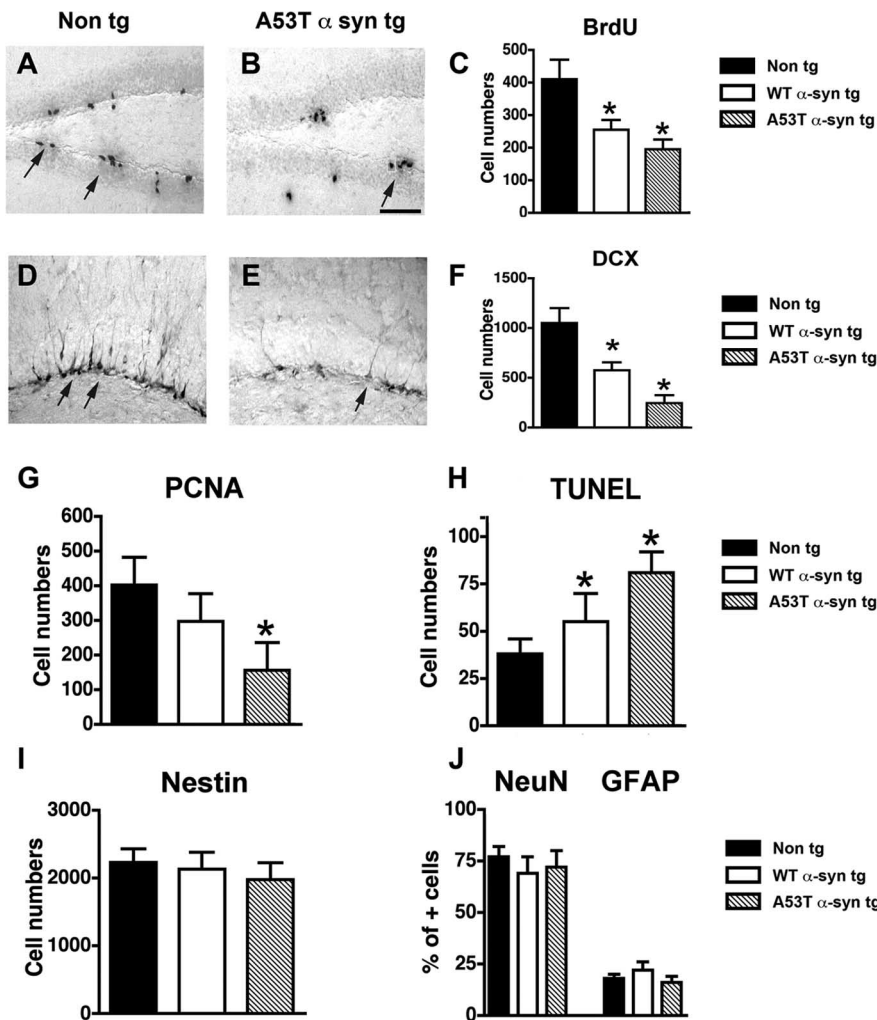 Non tg
A53T α syn tg
A
B
C
BrdU
Cell numbers
500
400
300
200
100
0
*
*
Non tg
WT α-syn tg
A53T α-syn tg
D
E
F
DCX
Cell numbers
1500
1000
500
0
*
*
Non tg
WT α-syn tg
A53T α-syn tg
G
PCNA
Cell numbers
600
500
400
300
200
100
0
*
H
TUNEL
Cell numbers
100
75
50
25
0
*
*
Non tg
WT α-syn tg
A53T α-syn tg
I
Nestin
Cell numbers
3000
2000
1000
0
J
NeuN GFAP
% of + cells
100
75
50
25
0
Non tg
WT α-syn tg
A53T α-syn tg